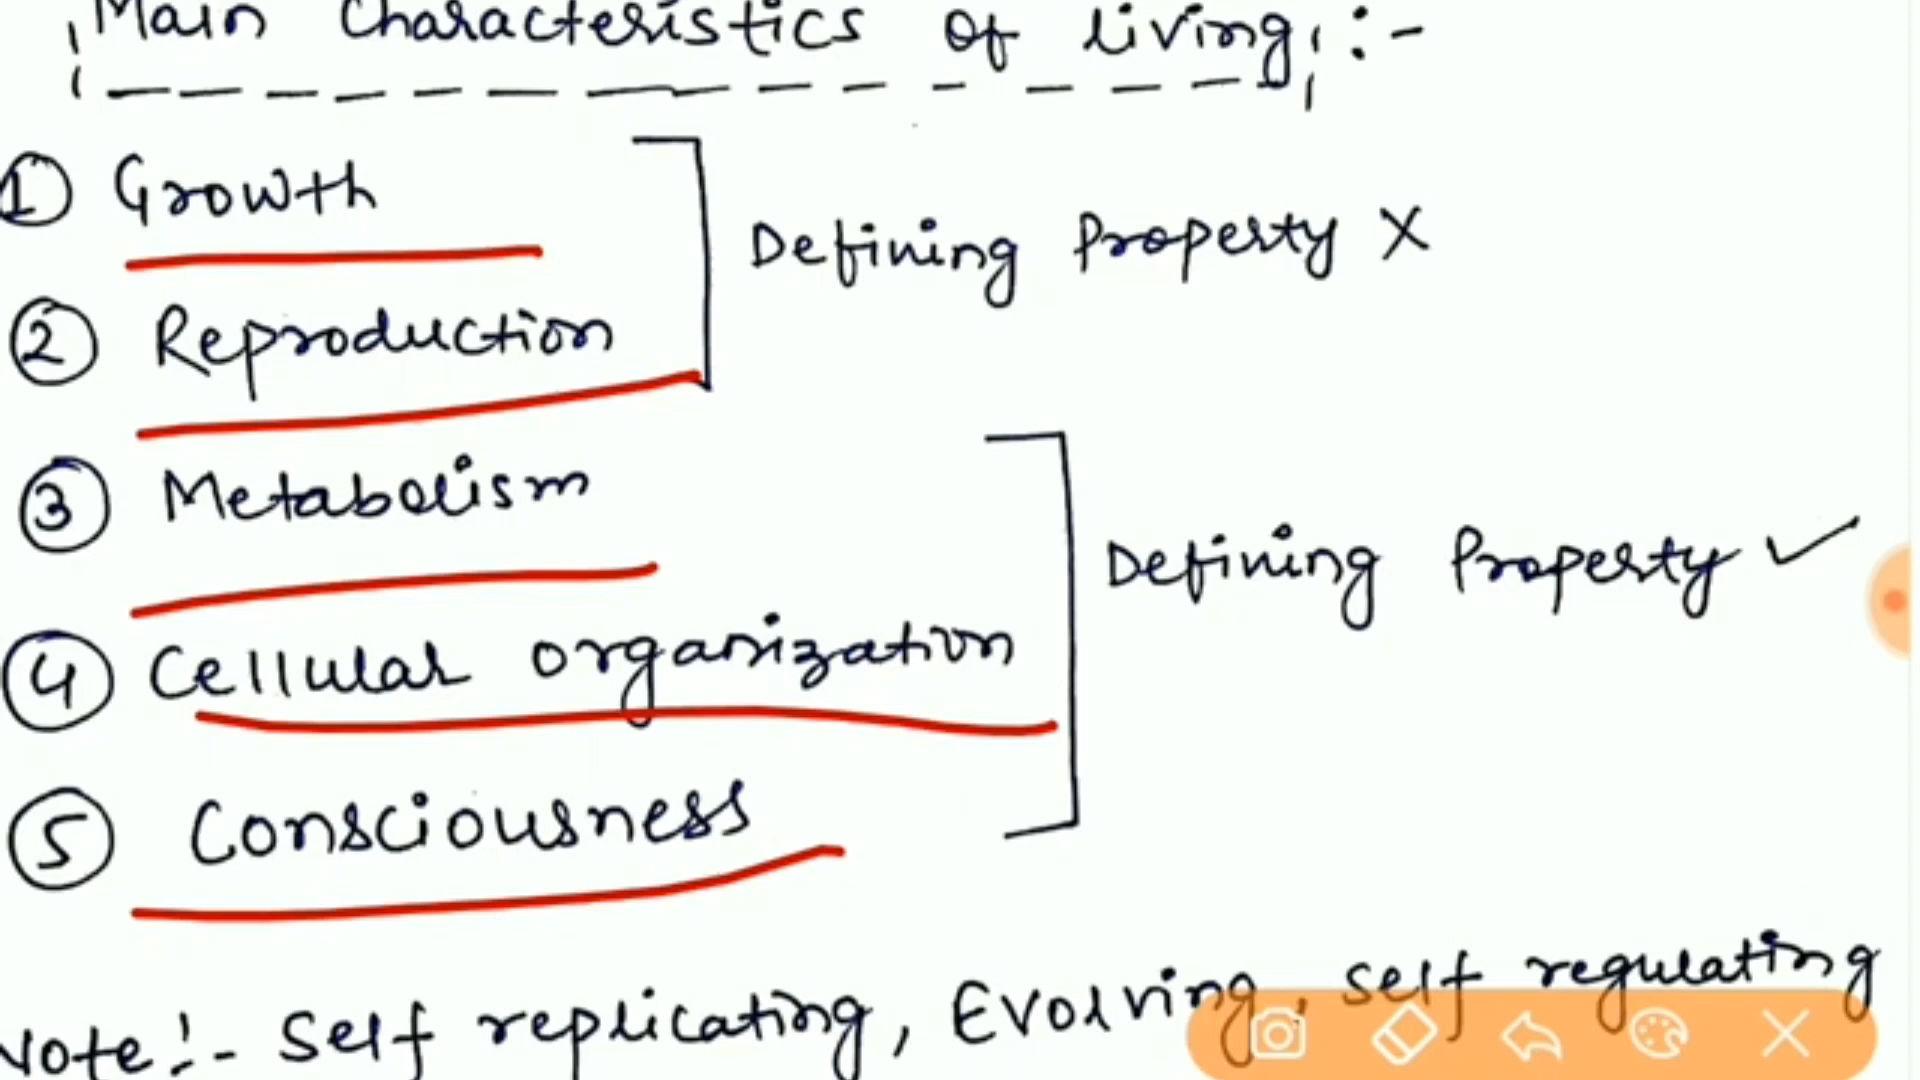 Main Characteristics of living :-
① Growth
② Reproduction
Defining Property X
③ Metabolism
④ Cellular organization
⑤ Consciousness
Defining Property ✓
Note :- Self replicating, Evolving, self regulating